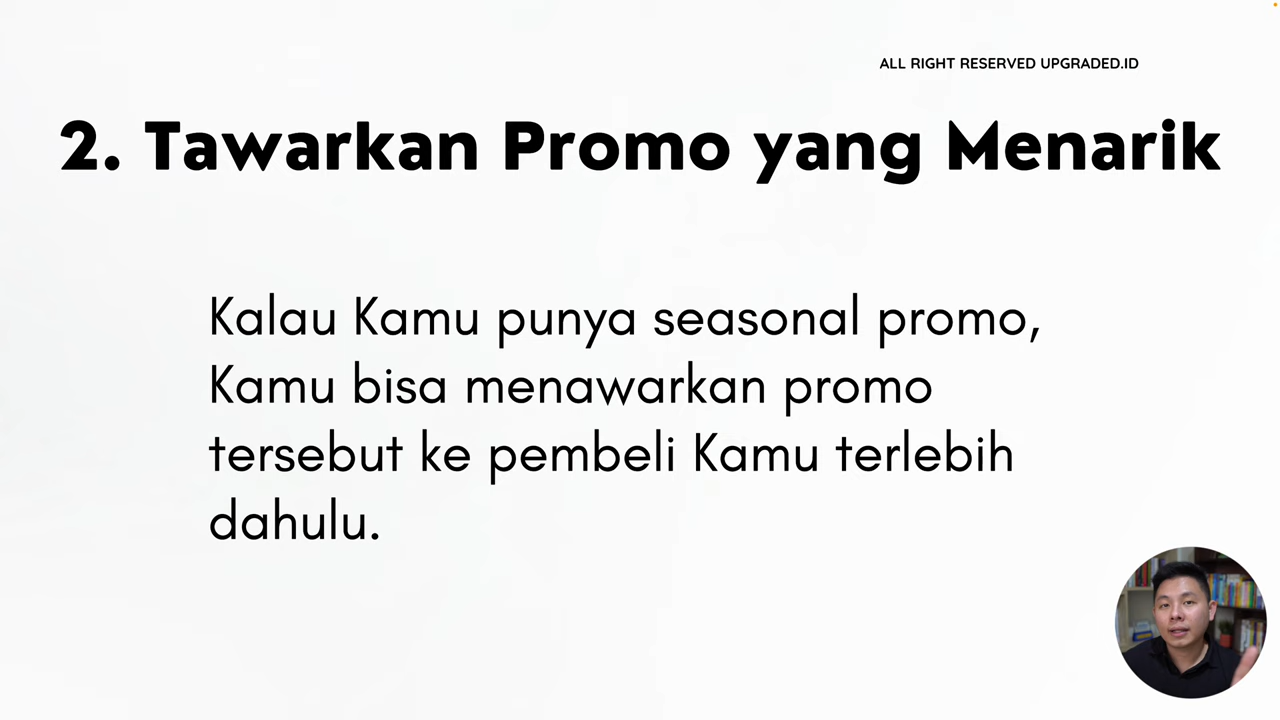 ALL RIGHT RESERVED UPGRADED.ID
2. Tawarkan Promo yang Menarik
Kalau Kamu punya seasonal promo,
Kamu bisa menawarkan promo
tersebut ke pembeli Kamu terlebih
dahulu.